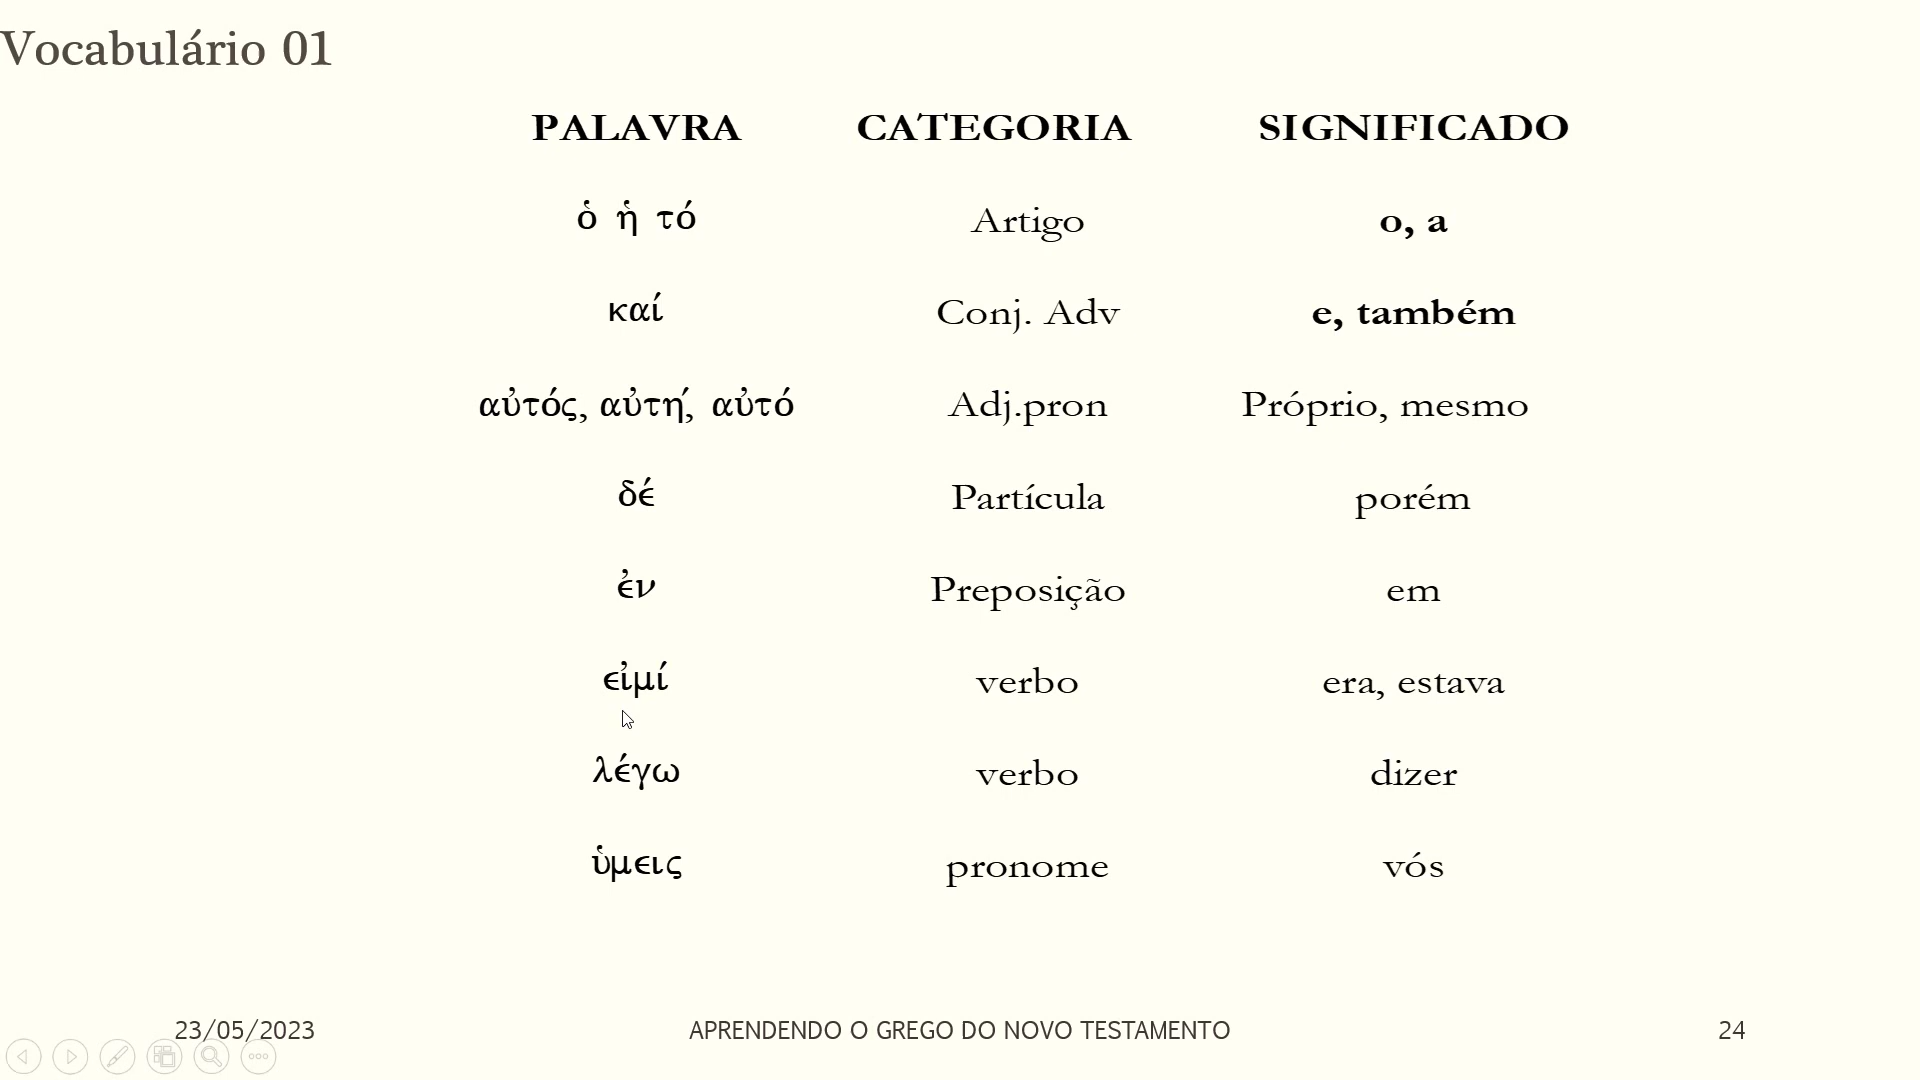 Vocabulário 01
PALAVRA CATEGORIA SIGNIFICADO
ὁ ἡ τό Artigo o, a
καί Conj. Adv e, também
αὐτός, αὐτή, αὐτό Adj.pron Próprio, mesmo
δέ Partícula porém
ἐν Preposição em
εἰμί verbo era, estava
λέγω verbo dizer
ὑμεις pronome vós
23/05/2023 APRENDENDO O GREGO DO NOVO TESTAMENTO 24